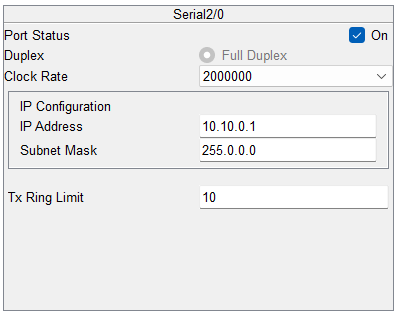 Serial2/0
Port Status On
Duplex Full Duplex
Clock Rate 2000000
IP Configuration
IP Address 10.10.0.1
Subnet Mask 255.0.0.0
Tx Ring Limit 10